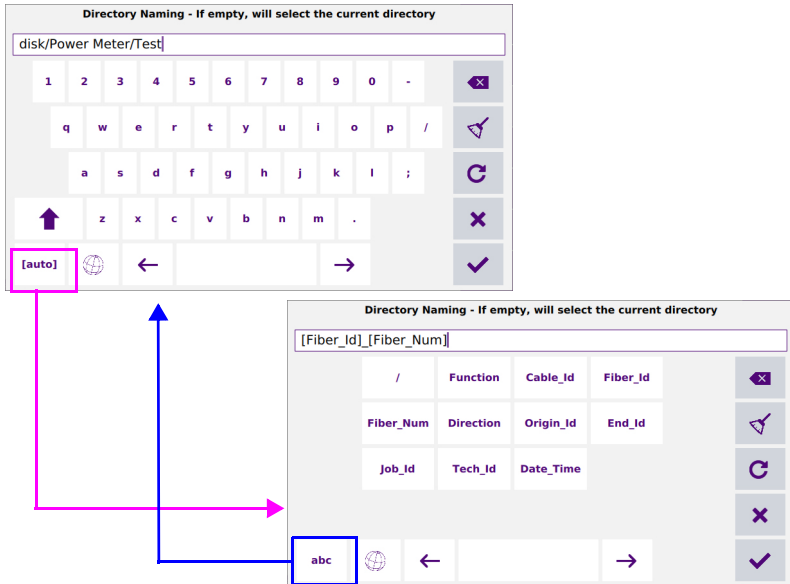 Directory Naming - If empty, will select the current directory
disk/Power Meter/Test
1 2 3 4 5 6 7 8 9 0 -
q w e r t y u i o p /
a s d f g h j k l ;
z x c v b n m .
[auto]
Directory Naming - If empty, will select the current directory
[Fiber_Id]_[Fiber_Num]
/ Function Cable_Id Fiber_Id
Fiber_Num Direction Origin_Id End_Id
Job_Id Tech_Id Date_Time
abc